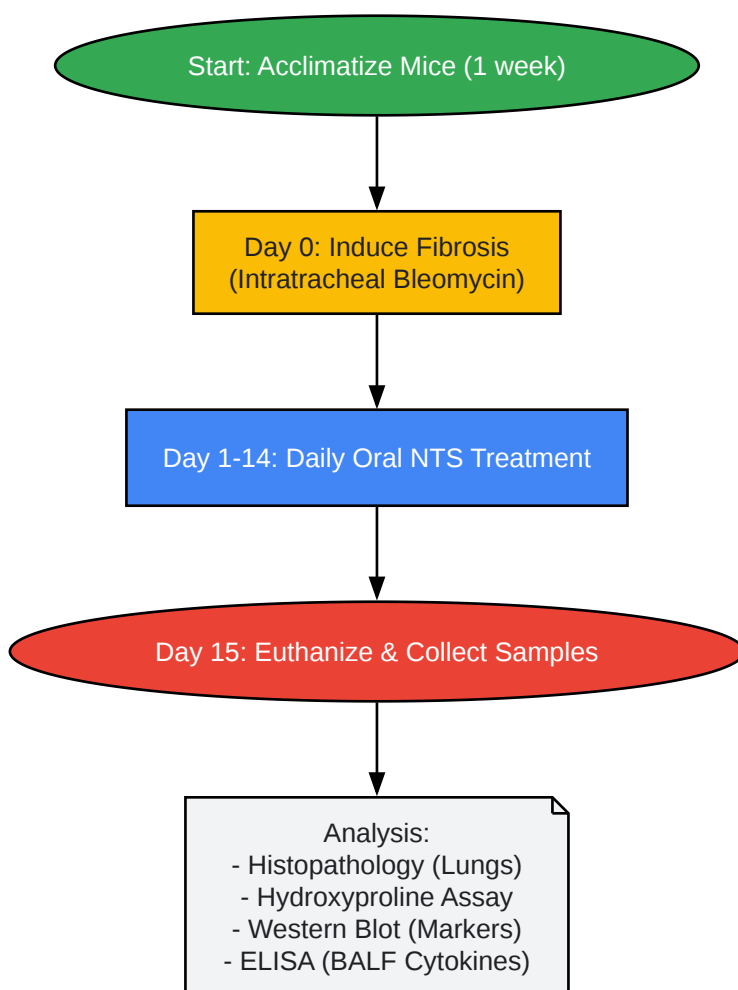 Start: Acclimatize Mice (1 week)
Day 0: Induce Fibrosis
(Intratracheal Bleomycin)
Day 1-14: Daily Oral NTS Treatment
Day 15: Euthanize & Collect Samples
Analysis:
- Histopathology (Lungs)
- Hydroxyproline Assay
- Western Blot (Markers)
- ELISA (BALF Cytokines)